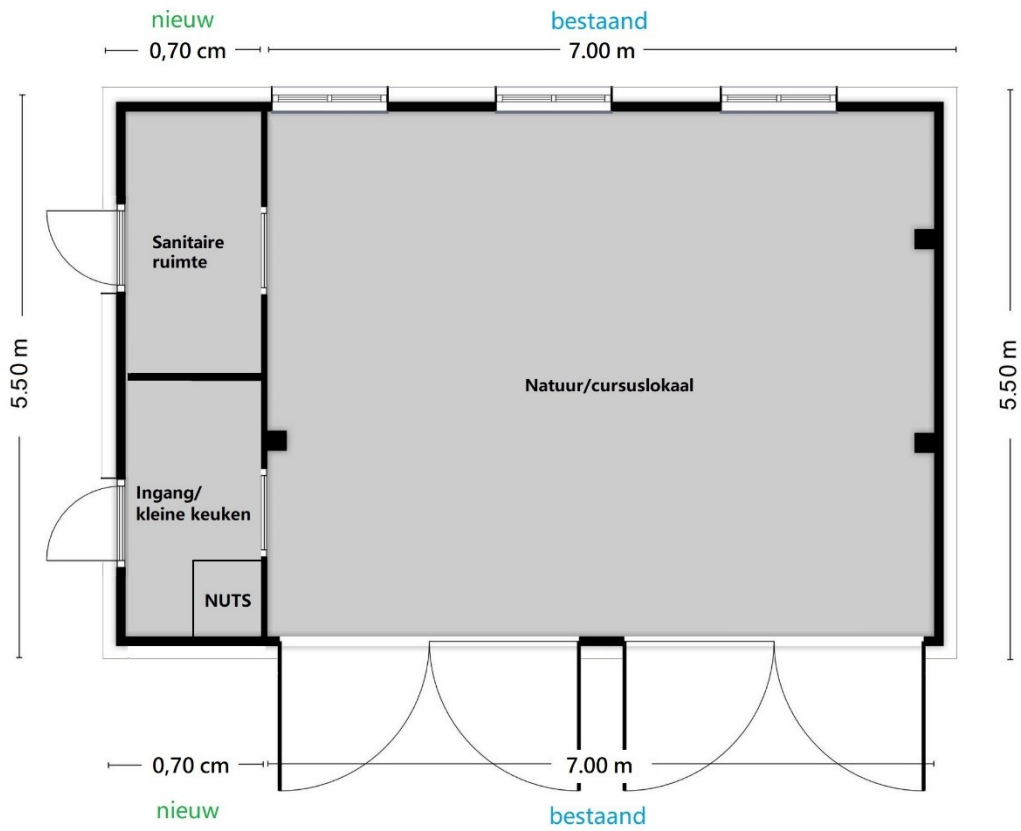 nieuw
bestaand
0,70 cm
7.00 m
Sanitaire
ruimte
5.50 m
5.50 m
Natuur/cursuslokaal
Ingang/
kleine keuken
NUTS
0,70 cm
7.00 m
nieuw
bestaand